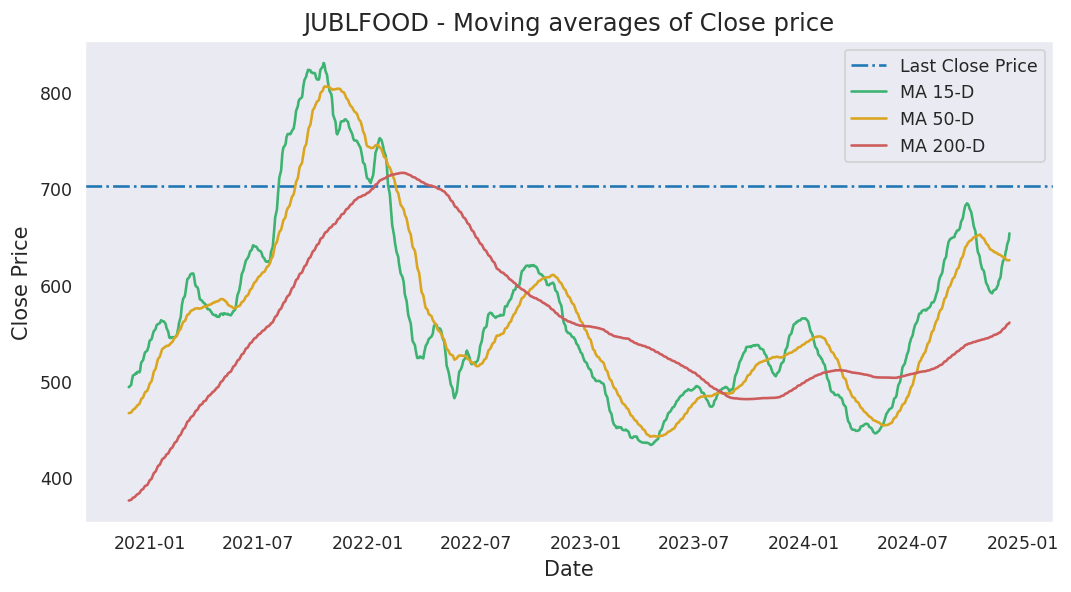 JUBLFOOD - Moving averages of Close price
Last Close Price
MA 15-D
MA 50-D
MA 200-D
Close Price
800
700
600
500
400
2021-01 2021-07 2022-01 2022-07 2023-01 2023-07 2024-01 2024-07 2025-01
Date